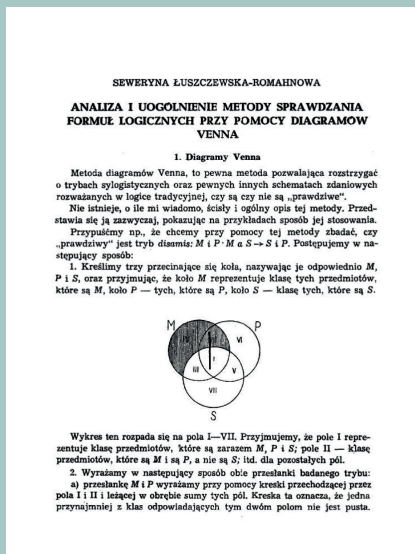 SEWERYNA ŁUSZCZEWSKA-ROMAHNOWA
ANALIZA I UOGÓLNIENIE METODY SPRAWDZANIA
FORMUŁ LOGICZNYCH PRZY POMOCY DIAGRAMÓW
VENNA
1. Diagramy Venna
Metoda diagramów Venna, to pewna metoda pozwalająca rozstrzygać
o trybach sylogistycznych oraz pewnych innych schematach zdaniowych
rozważanych w logice tradycyjnej, czy są czy nie są „prawdziwe“.
Nie istnieje, o ile mi wiadomo, ścisły i ogólny opis tej metody. Przed-
stawia się ją zazwyczaj, pokazując na przykładach sposób jej stosowania.
Przypuśćmy np., że chcemy przy pomocy tej metody zbadać, czy
„prawdziwy“ jest tryb disamis: M i P · M a S → S i P. Postępujemy w na-
stępujący sposób:
1. Kreślimy trzy przecinające się koła, nazywając je odpowiednio M,
P i S, oraz przyjmując, że koło M reprezentuje klasę tych przedmiotów,
które są M, koło P — tych, które są P, koło S — klasę tych, które są S.
M P
VI
I
III V
VII
S
Wykres ten rozpada się na pola I—VII. Przyjmujemy, że pole I repre-
zentuje klasę przedmiotów, które są zarazem M, P i S; pole II — klasę
przedmiotów, które są M i są P, a nie są S; itd. dla pozostałych pól.
2. Wyrażamy w następujący sposób obie przesłanki badanego trybu:
a) przesłankę M i P wyrażamy przy pomocy kreski przechodzącej przez
pola I i II i leżącej w obrębie sumy tych pól. Kreska ta oznacza, że jedna
przynajmniej z klas odpowiadających tym dwóm polom nie jest pusta.